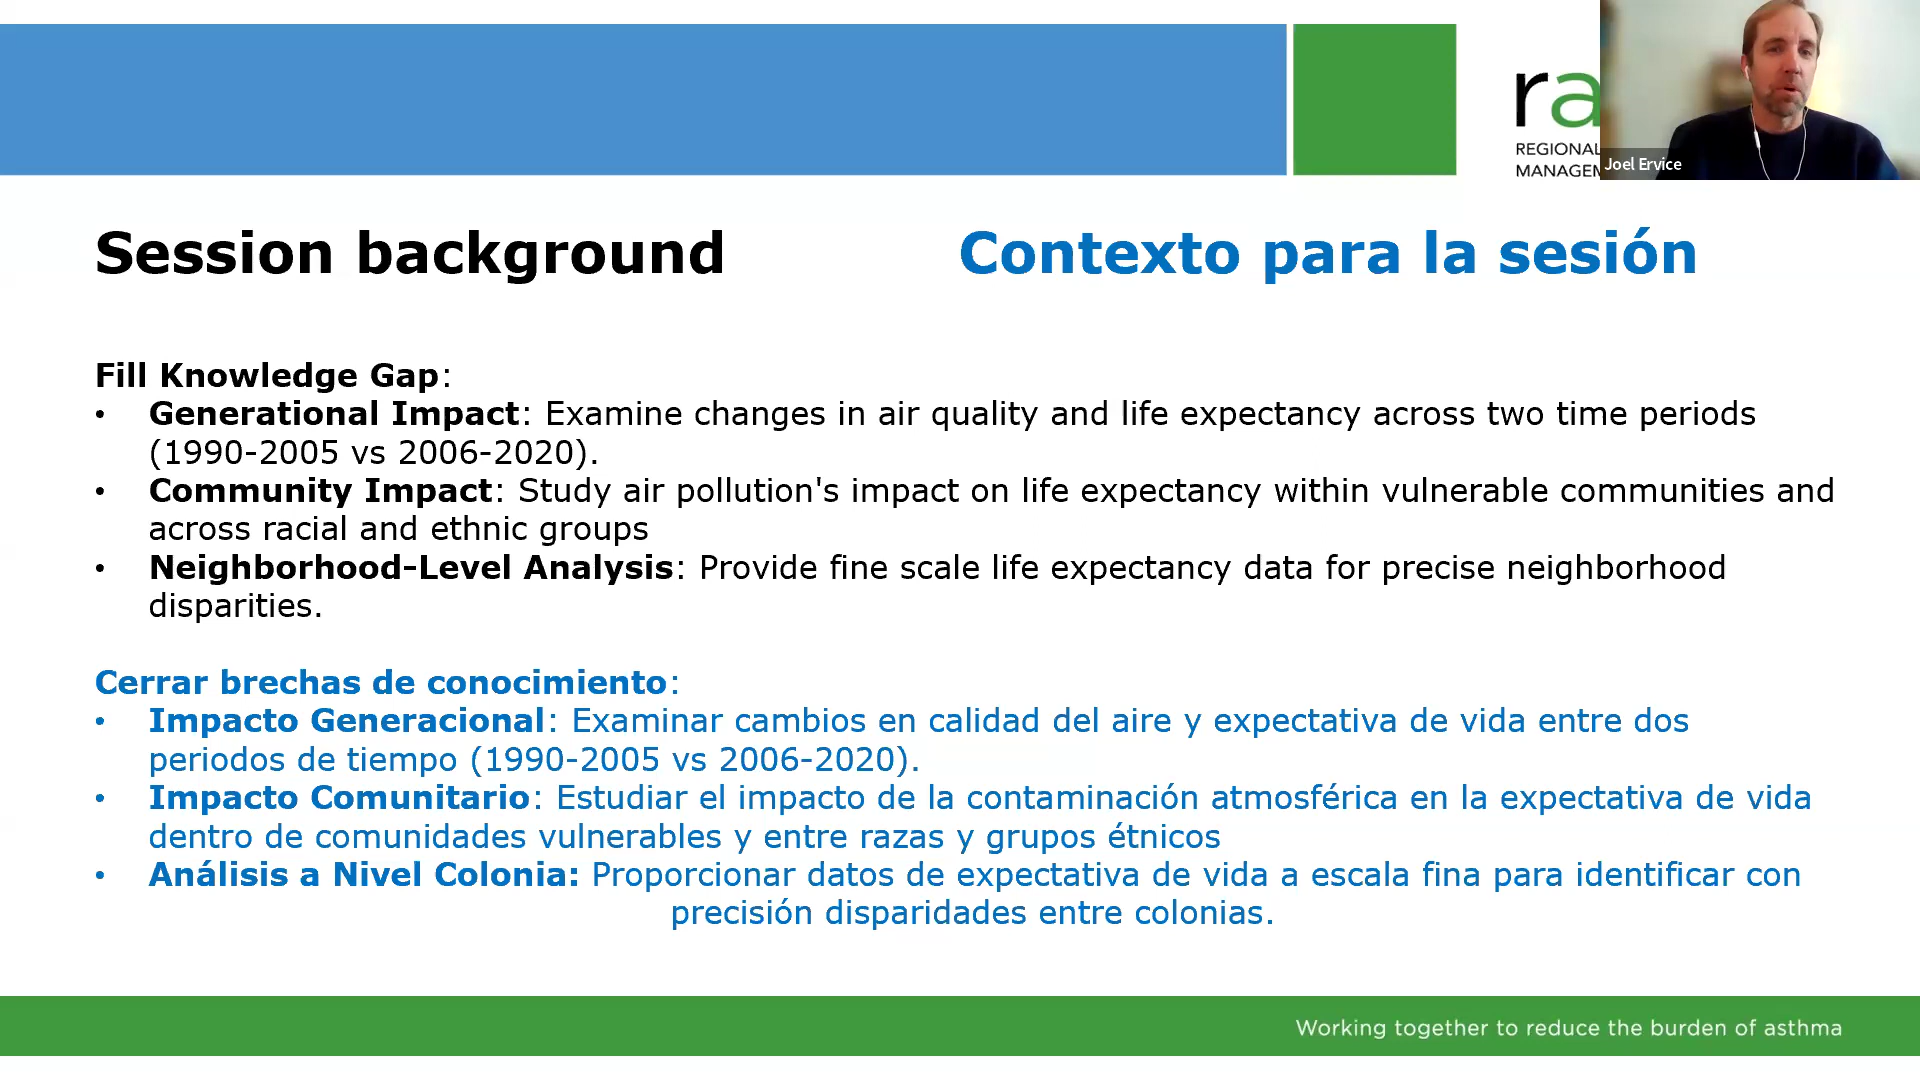 ra
REGIONAL
MANAGEM
Joel Ervice
Session background
Contexto para la sesión
Fill Knowledge Gap:
• Generational Impact: Examine changes in air quality and life expectancy across two time periods
(1990-2005 vs 2006-2020).
• Community Impact: Study air pollution's impact on life expectancy within vulnerable communities and
across racial and ethnic groups
• Neighborhood-Level Analysis: Provide fine scale life expectancy data for precise neighborhood
disparities.
Cerrar brechas de conocimiento:
• Impacto Generacional: Examinar cambios en calidad del aire y expectativa de vida entre dos
periodos de tiempo (1990-2005 vs 2006-2020).
• Impacto Comunitario: Estudiar el impacto de la contaminación atmosférica en la expectativa de vida
dentro de comunidades vulnerables y entre razas y grupos étnicos
• Análisis a Nivel Colonia: Proporcionar datos de expectativa de vida a escala fina para identificar con
precisión disparidades entre colonias.
Working together to reduce the burden of asthma